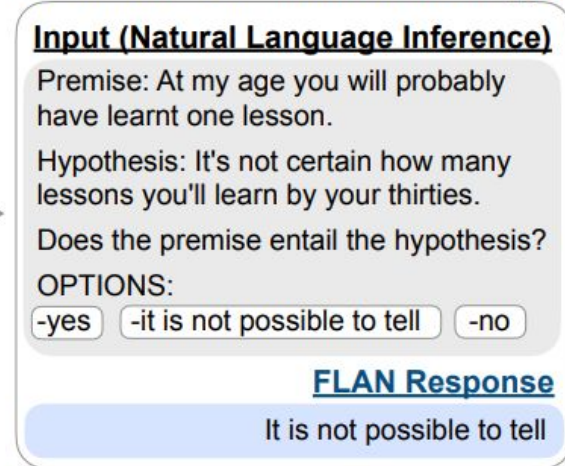 Input (Natural Language Inference)
Premise: At my age you will probably
have learnt one lesson.
Hypothesis: It's not certain how many
lessons you'll learn by your thirties.
Does the premise entail the hypothesis?
OPTIONS:
-yes -it is not possible to tell -no
FLAN Response
It is not possible to tell